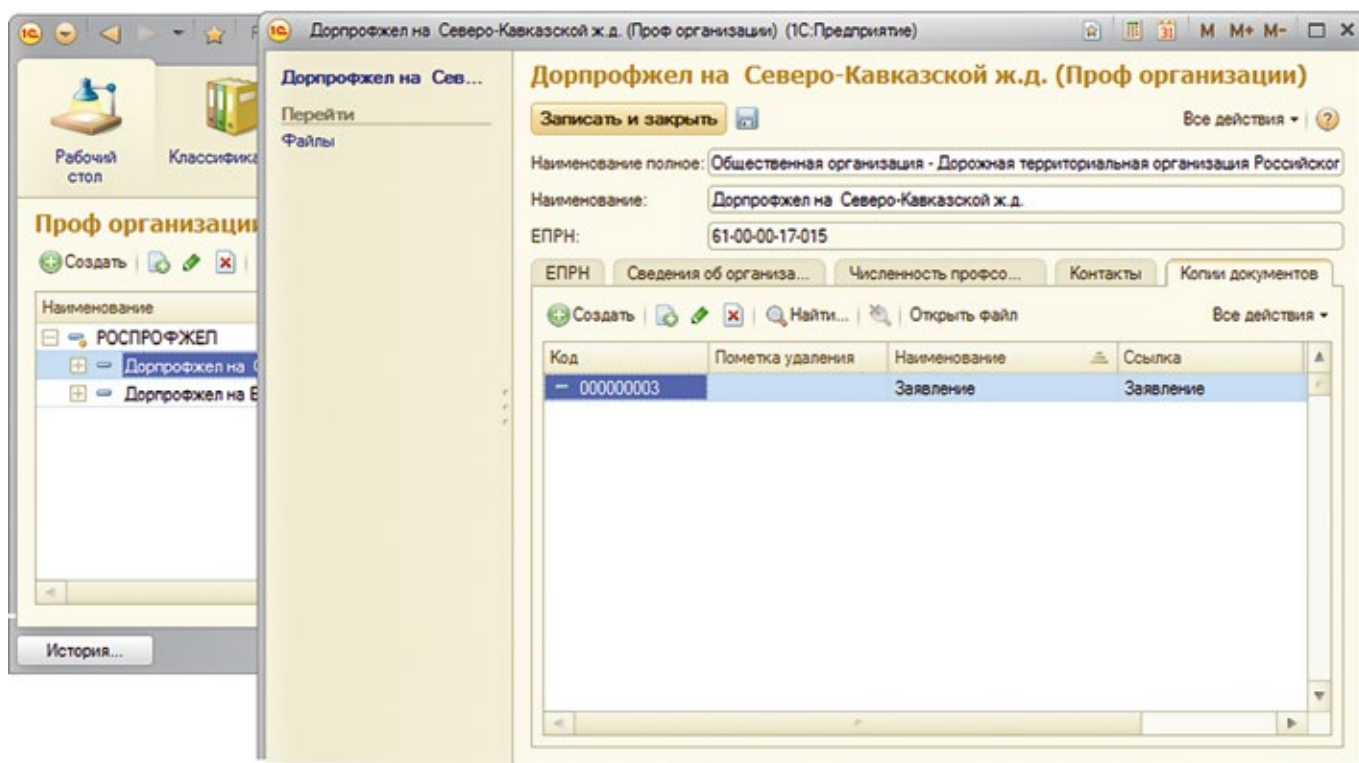 Дорпрофжел на Северо-Кавказской ж.д. (Проф организации) (1С:Предприятие)
M M+ M-
Рабочий стол
Проф организации
Создать
Наименование
РОСПРОФЖЕЛ
Дорпрофжел на
Дорпрофжел на
История...
Дорпрофжел на Сев...
Перейти
Файлы
Дорпрофжел на Северо-Кавказской ж.д. (Проф организации)
Записать и закрыть
Все действия
Наименование полное: Общественная организация - Дорожная территориальная организация Российског
Наименование: Дорпрофжел на Северо-Кавказской ж.д.
ЕПРН: 61-00-00-17-015
ЕПРН Сведения об организа... Численность профсо... Контакты Копии документов
Создать Найти... Открыть файл Все действия
Код Пометка удаления Наименование Ссылка
000000003 Заявление Заявление